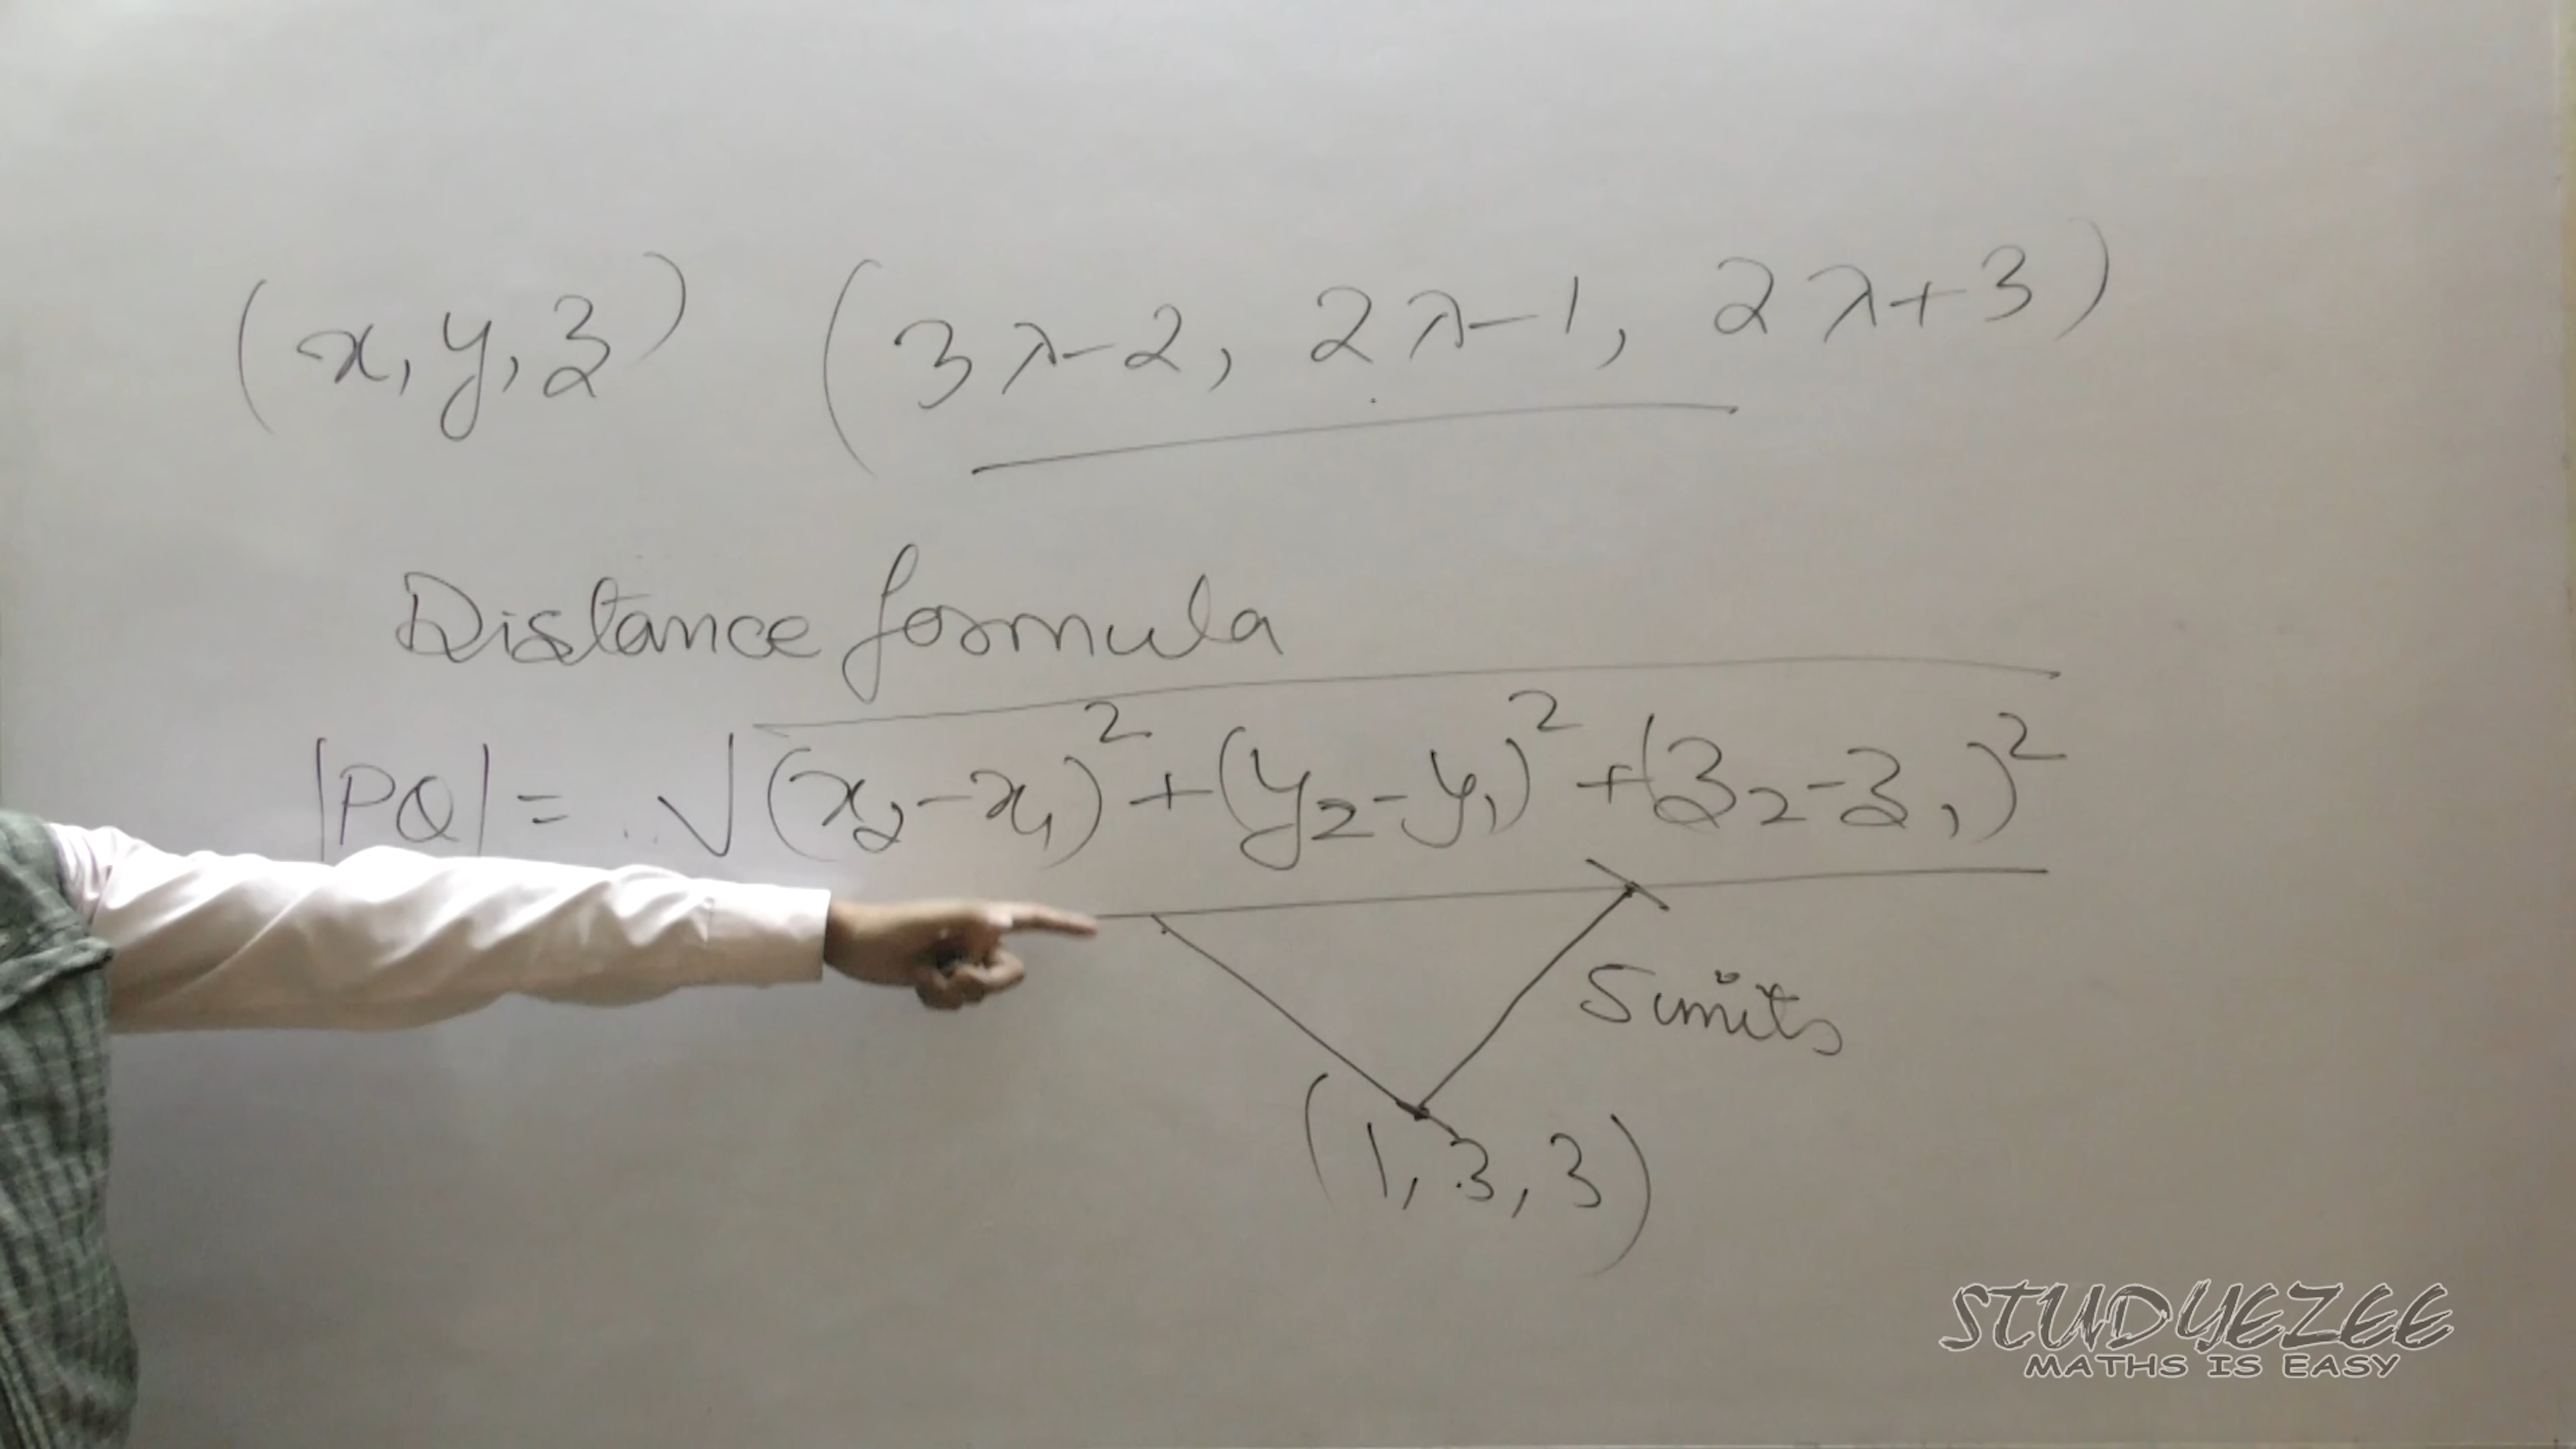 (x, y, z) (3λ-2, 2λ-1, 2λ+3)
Distance formula
|PQ| = √(x₂-x₁)²+(y₂-y₁)²+(z₂-z₁)²
5 units
(1, 3, 3)
STUDYEZEE
MATHS IS EASY